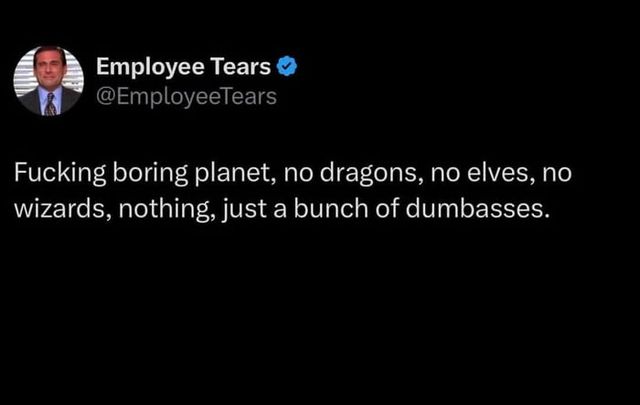 Employee Tears
@EmployeeTears
Fucking boring planet, no dragons, no elves, no
wizards, nothing, just a bunch of dumbasses.